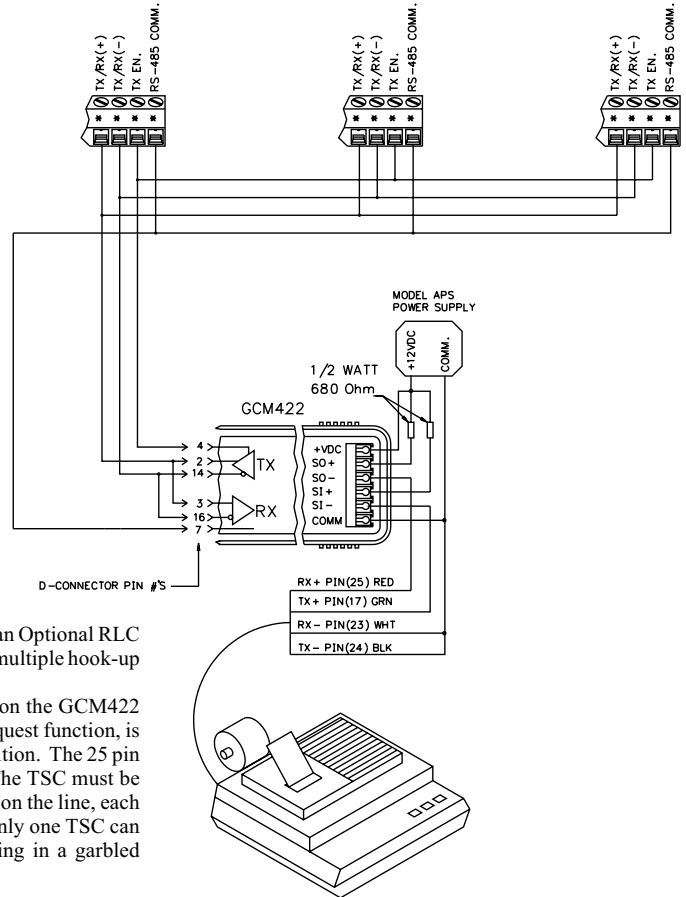 TX/RX(+)
TX/RX(-)
TX EN.
RS-485 COMM.
* * * *
TX/RX(+)
TX/RX(-)
TX EN.
RS-485 COMM.
* * * *
TX/RX(+)
TX/RX(-)
TX EN.
RS-485 COMM.
* * * *
MODEL APS
POWER SUPPLY
+12VDC
COMM.
1/2 WATT
680 Ohm
GCM422
4
2
14
TX
3
16
RX
7
+VDC
SO+
SO-
SI+
SI-
COMM
D-CONNECTOR PIN #'S
RX+ PIN(25) RED
TX+ PIN(17) GRN
RX- PIN(23) WHT
TX- PIN(24) BLK
an Optional RLC
multiple hook-up
on the GCM422
quest function, is
ition. The 25 pin
The TSC must be
on the line, each
nly one TSC can
ing in a garbled